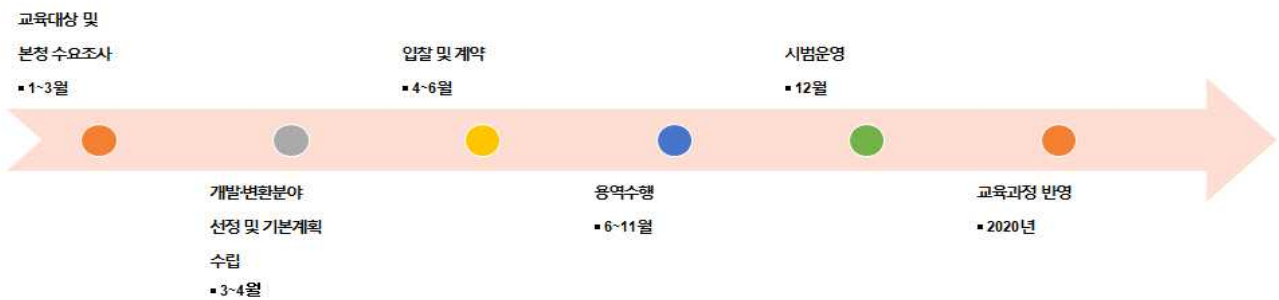 교육대상 및
본청 수요조사
▪ 1~3월
개발·변환분야
선정 및 기본계획
수립
▪ 3~4월
입찰 및 계약
▪ 4~6월
용역수행
▪ 6~11월
시범운영
▪ 12월
교육과정 반영
▪ 2020년